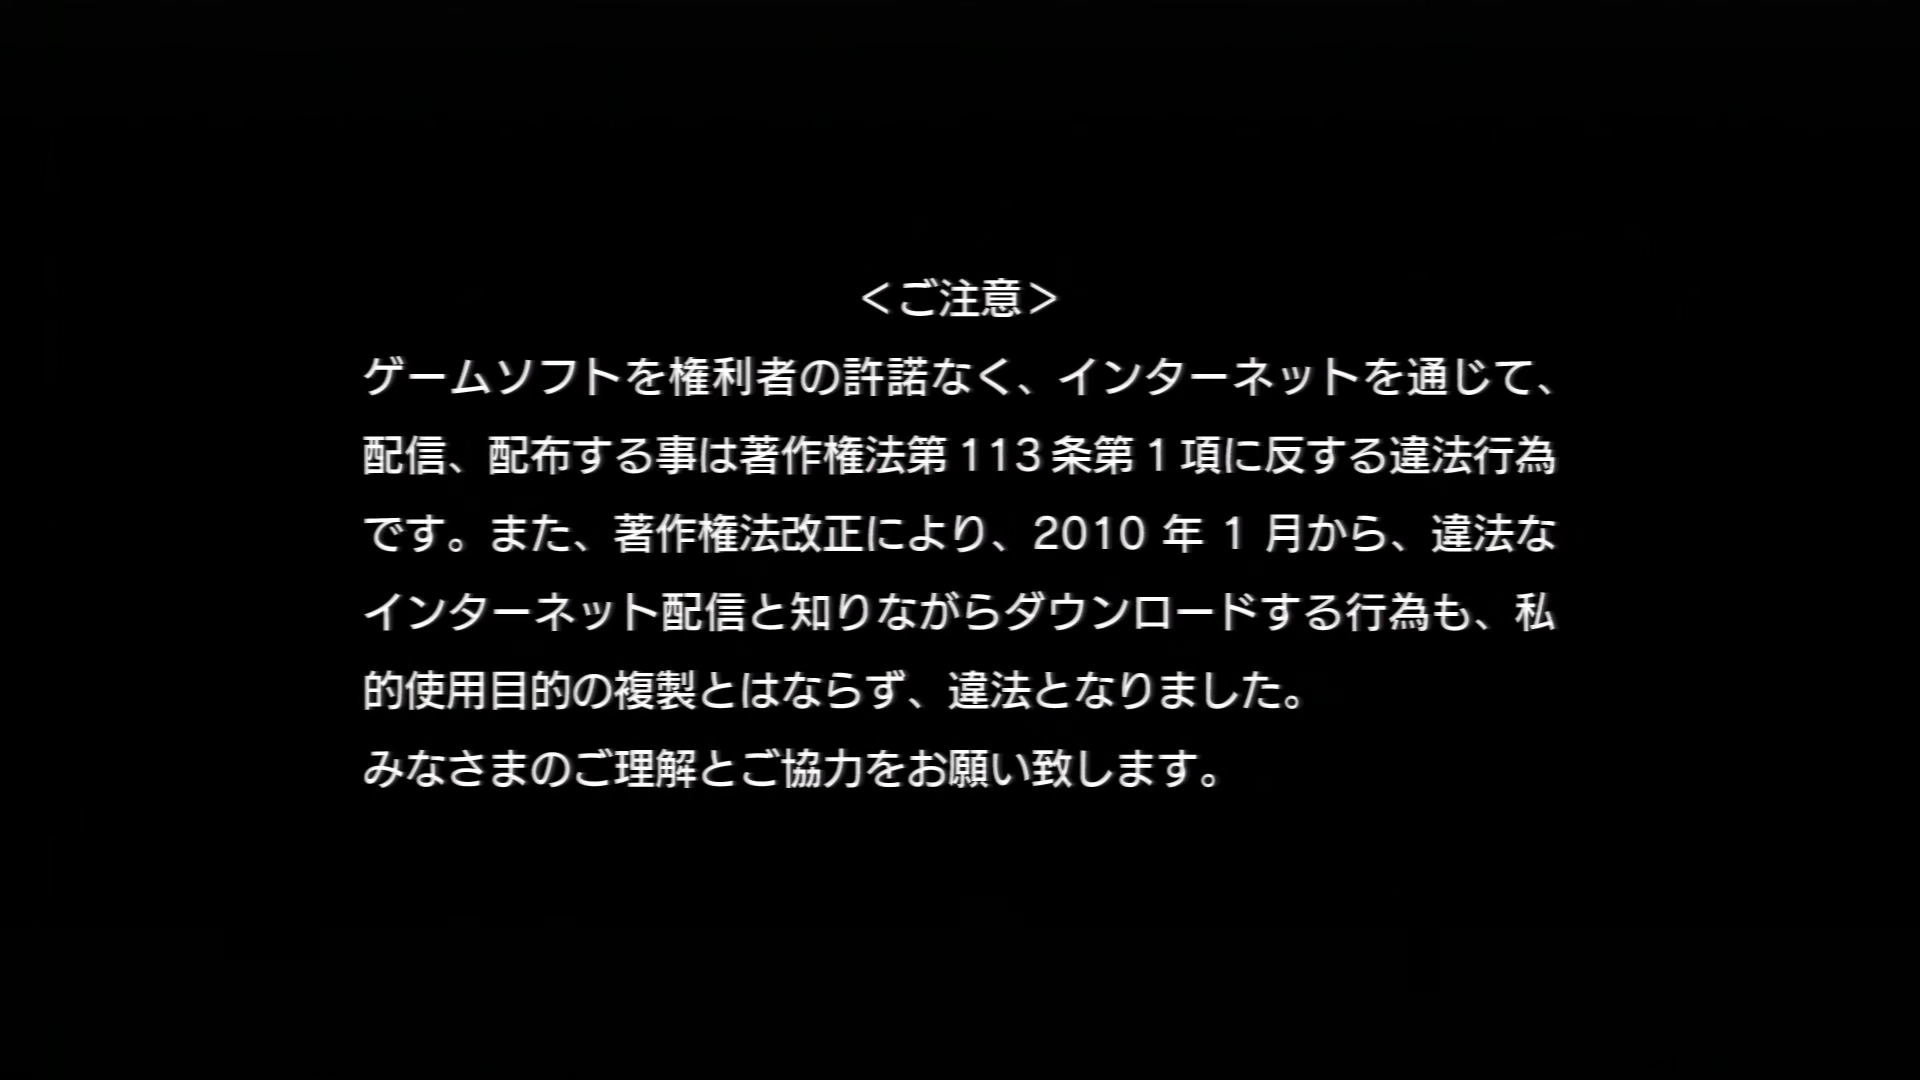 ＜ご注意＞
ゲームソフトを権利者の許諾なく、インターネットを通じて、
配信、配布する事は著作権法第113条第1項に反する違法行為
です。また、著作権法改正により、2010 年 1 月から、違法な
インターネット配信と知りながらダウンロードする行為も、私
的使用目的の複製とはならず、違法となりました。
みなさまのご理解とご協力をお願い致します。